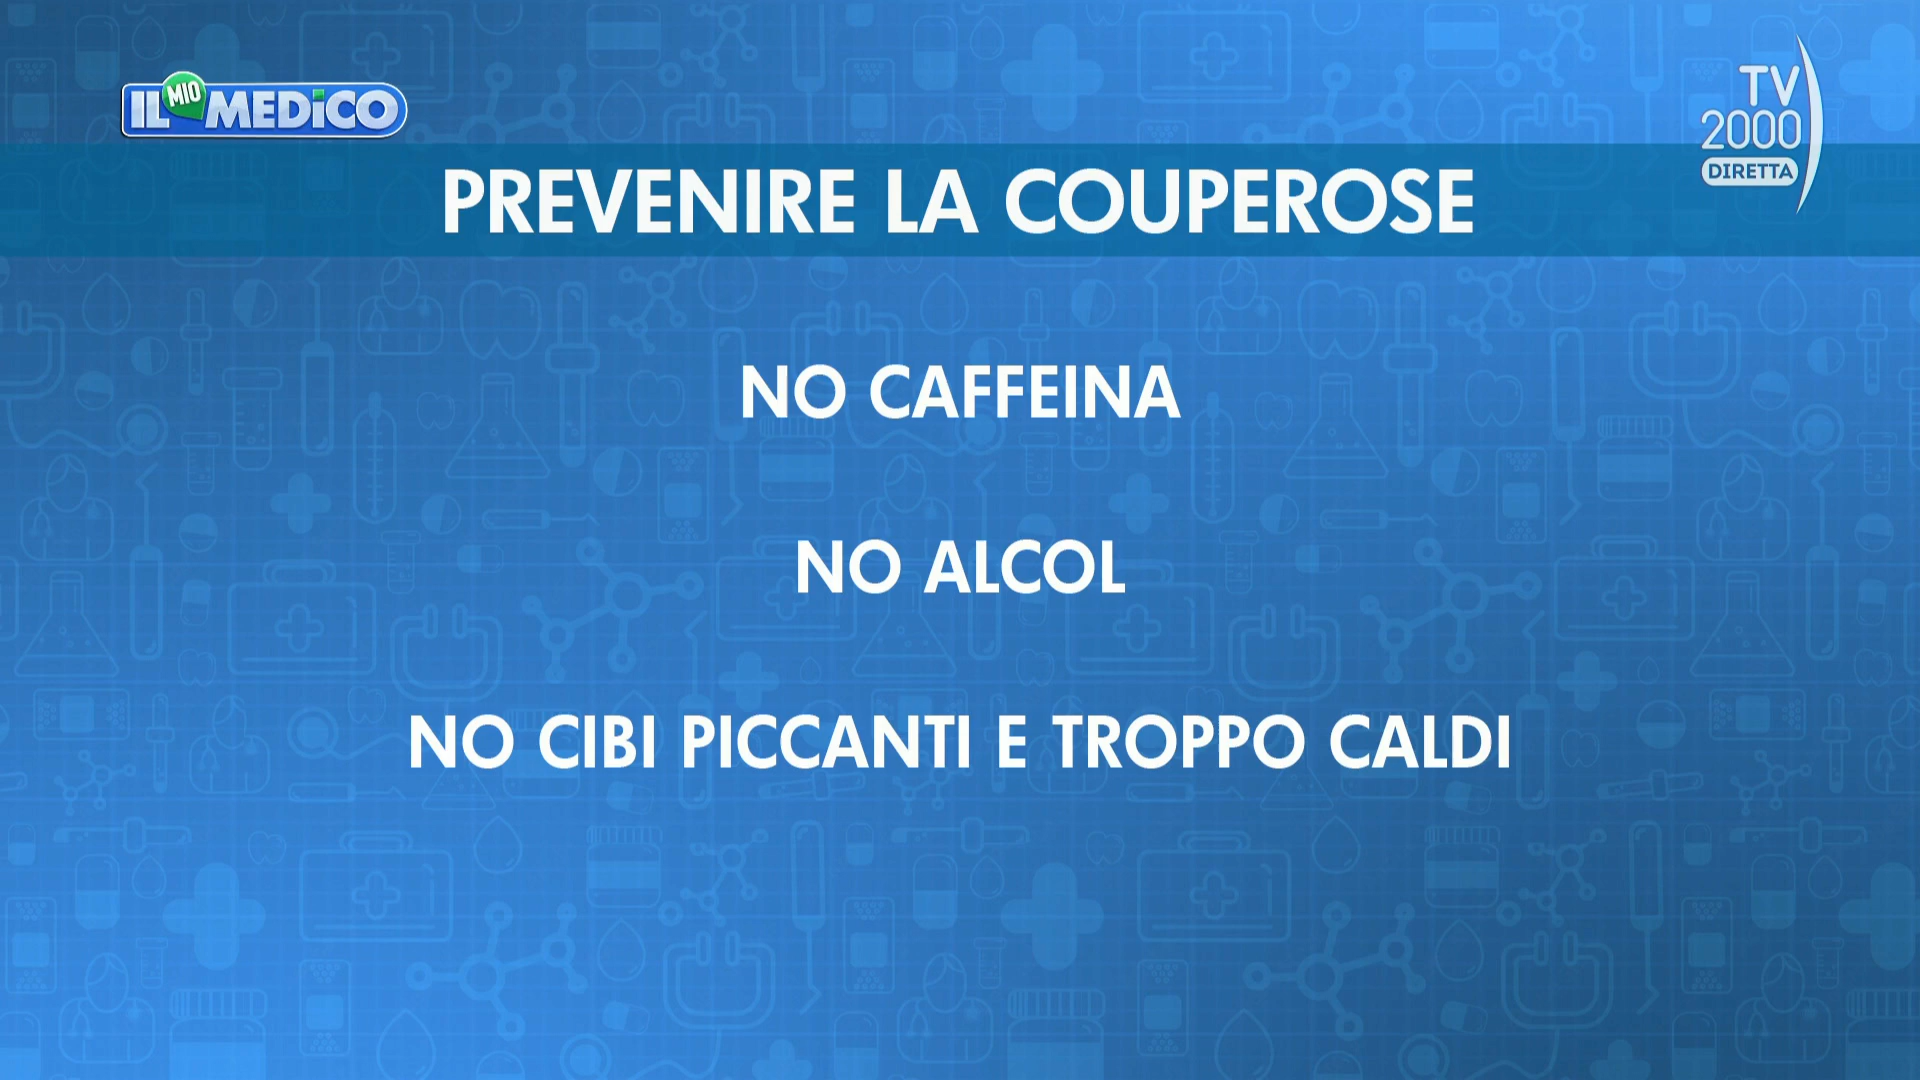 IL MIO MEDICO
TV
2000
DIRETTA
PREVENIRE LA COUPEROSE
NO CAFFEINA
NO ALCOL
NO CIBI PICCANTI E TROPPO CALDI